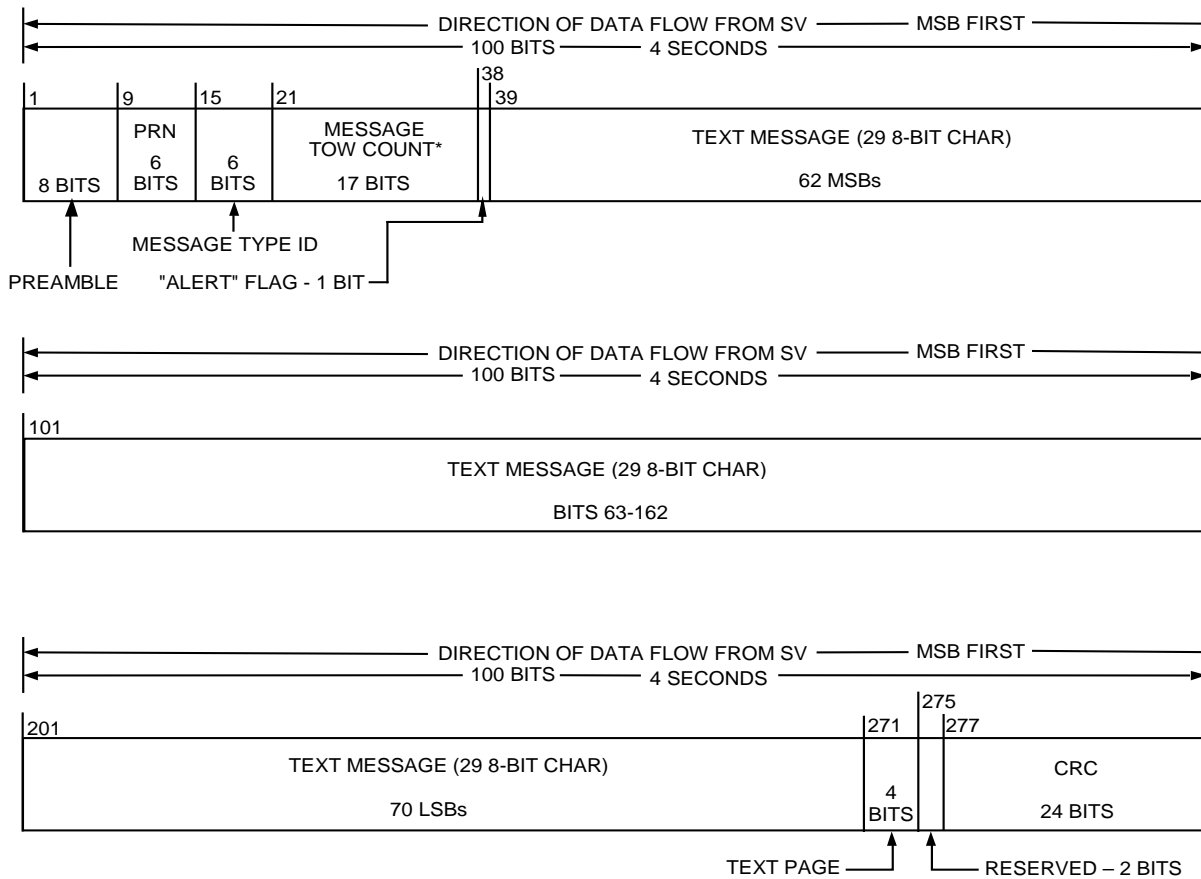 DIRECTION OF DATA FLOW FROM SV MSB FIRST
100 BITS 4 SECONDS
38
1 9 15 21 39
PRN MESSAGE TEXT MESSAGE (29 8-BIT CHAR)
TOW COUNT*
6 6
8 BITS BITS BITS 17 BITS 62 MSBs
MESSAGE TYPE ID
PREAMBLE "ALERT" FLAG - 1 BIT
DIRECTION OF DATA FLOW FROM SV MSB FIRST
100 BITS 4 SECONDS
101
TEXT MESSAGE (29 8-BIT CHAR)
BITS 63-162
DIRECTION OF DATA FLOW FROM SV MSB FIRST
100 BITS 4 SECONDS
275
201 271 277
TEXT MESSAGE (29 8-BIT CHAR) CRC
4
70 LSBs BITS 24 BITS
TEXT PAGE RESERVED – 2 BITS